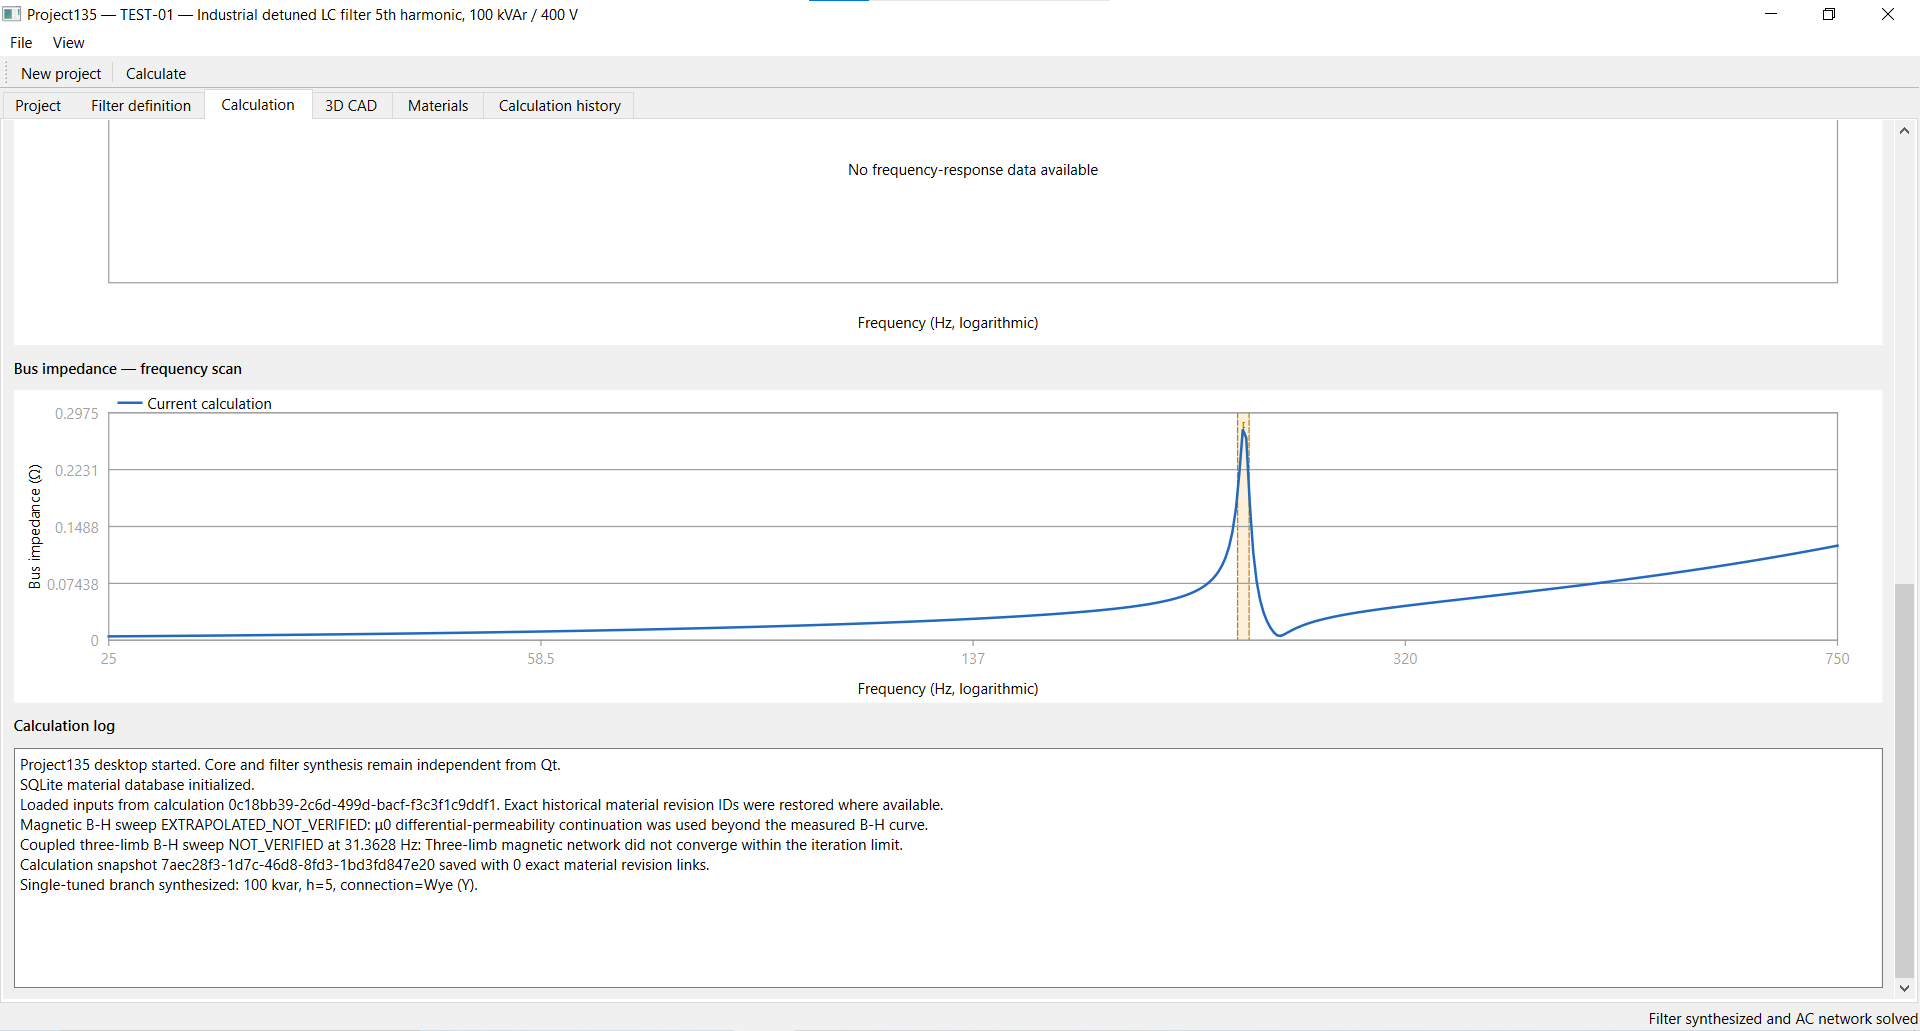 Project135 — TEST-01 — Industrial detuned LC filter 5th harmonic, 100 kVAr / 400 V
File View
New project Calculate
Project Filter definition Calculation 3D CAD Materials Calculation history
No frequency-response data available
Frequency (Hz, logarithmic)
Bus impedance — frequency scan
Current calculation
Bus impedance (Ω)
0.2975
0.2231
0.1488
0.07438
0
25 58.5 137 320 750
Frequency (Hz, logarithmic)
Calculation log
Project135 desktop started. Core and filter synthesis remain independent from Qt.
SQLite material database initialized.
Loaded inputs from calculation 0c18bb39-2c6d-499d-bacf-f3c3f1c9ddf1. Exact historical material revision IDs were restored where available.
Magnetic B-H sweep EXTRAPOLATED_NOT_VERIFIED: μ0 differential-permeability continuation was used beyond the measured B-H curve.
Coupled three-limb B-H sweep NOT_VERIFIED at 31.3628 Hz: Three-limb magnetic network did not converge within the iteration limit.
Calculation snapshot 7aec28f3-1d7c-46d8-8fd3-1bd3fd847e20 saved with 0 exact material revision links.
Single-tuned branch synthesized: 100 kvar, h=5, connection=Wye (Y).
Filter synthesized and AC network solved